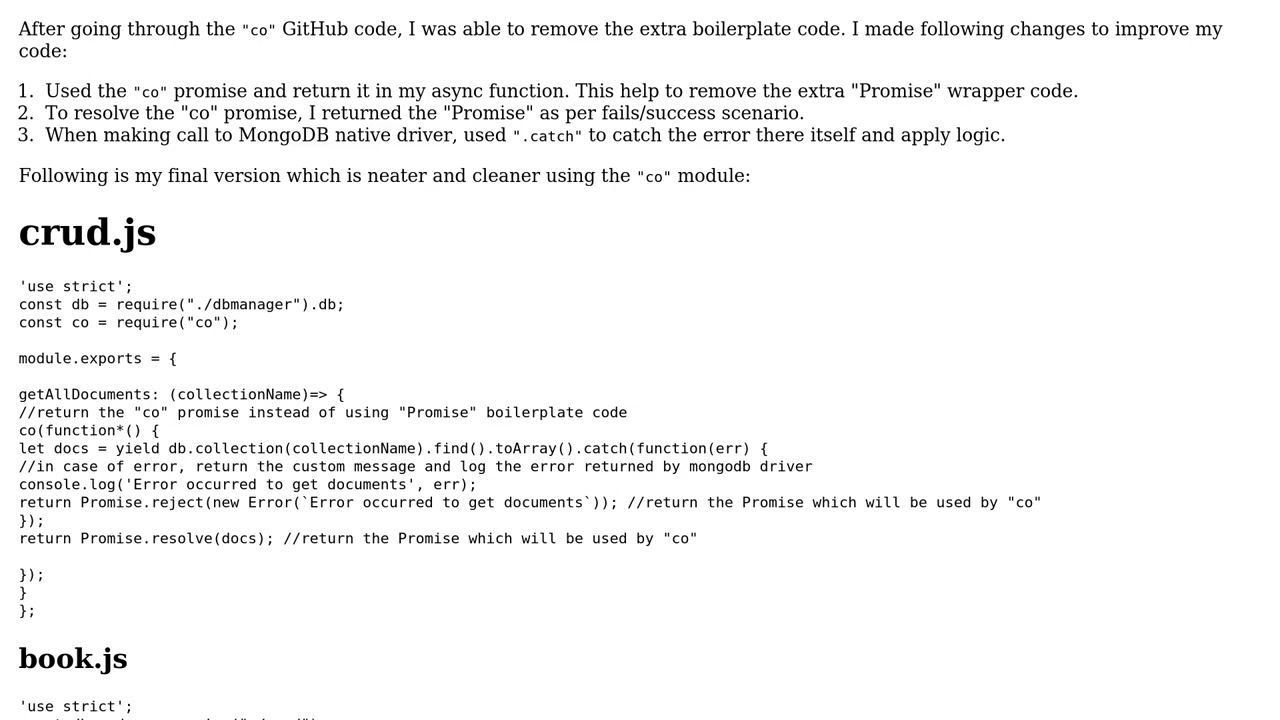 After going through the "co" GitHub code, I was able to remove the extra boilerplate code. I made following changes to improve my
code:
1. Used the "co" promise and return it in my async function. This help to remove the extra "Promise" wrapper code.
2. To resolve the "co" promise, I returned the "Promise" as per fails/success scenario.
3. When making call to MongoDB native driver, used ".catch" to catch the error there itself and apply logic.
Following is my final version which is neater and cleaner using the "co" module:
crud.js
'use strict';
const db = require("./dbmanager").db;
const co = require("co");
module.exports = {
getAllDocuments: (collectionName)=> {
//return the "co" promise instead of using "Promise" boilerplate code
co(function*() {
let docs = yield db.collection(collectionName).find().toArray().catch(function(err) {
//in case of error, return the custom message and log the error returned by mongodb driver
console.log('Error occurred to get documents', err);
return Promise.reject(new Error(`Error occurred to get documents`)); //return the Promise which will be used by "co"
});
return Promise.resolve(docs); //return the Promise which will be used by "co"
});
}
};
book.js
'use strict';